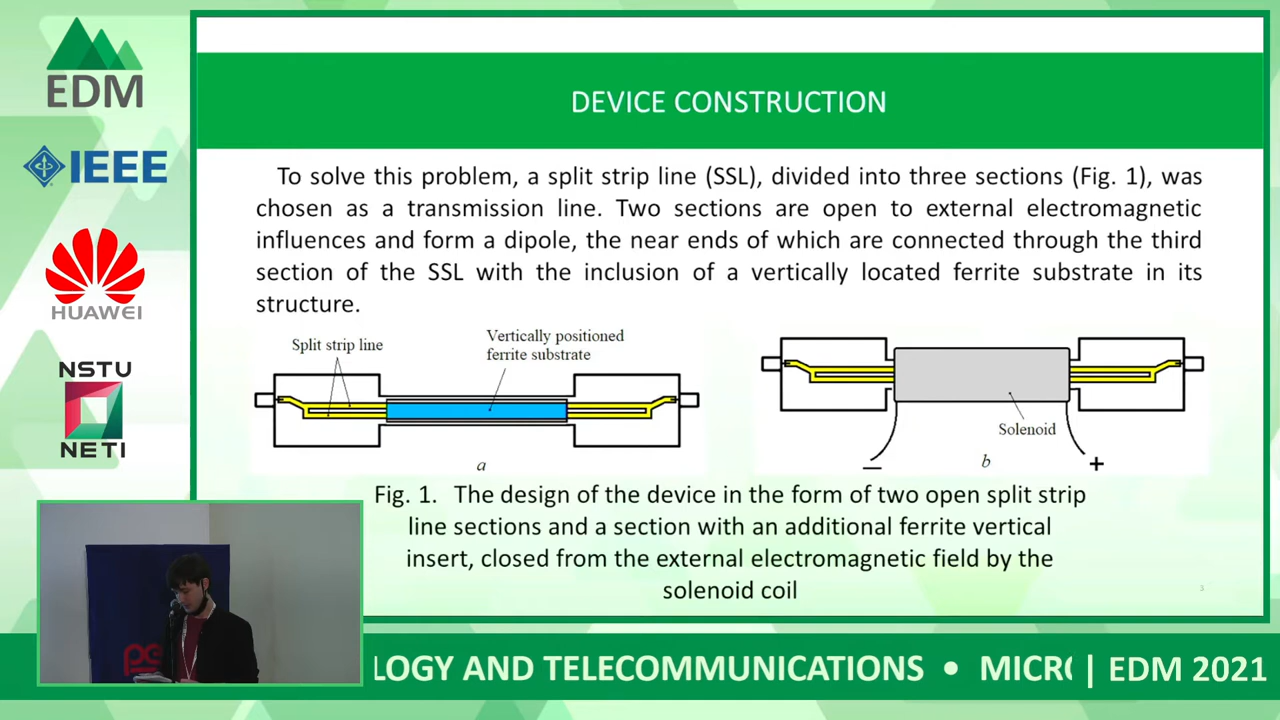 EDM
IEEE
HUAWEI
NSTU
NETI
DEVICE CONSTRUCTION
To solve this problem, a split strip line (SSL), divided into three sections (Fig. 1), was
chosen as a transmission line. Two sections are open to external electromagnetic
influences and form a dipole, the near ends of which are connected through the third
section of the SSL with the inclusion of a vertically located ferrite substrate in its
structure.
Split strip line
Vertically positioned
ferrite substrate
a
Solenoid
− b +
Fig. 1. The design of the device in the form of two open split strip
line sections and a section with an additional ferrite vertical
insert, closed from the external electromagnetic field by the
solenoid coil
3
LOGY AND TELECOMMUNICATIONS • MICRO | EDM 2021